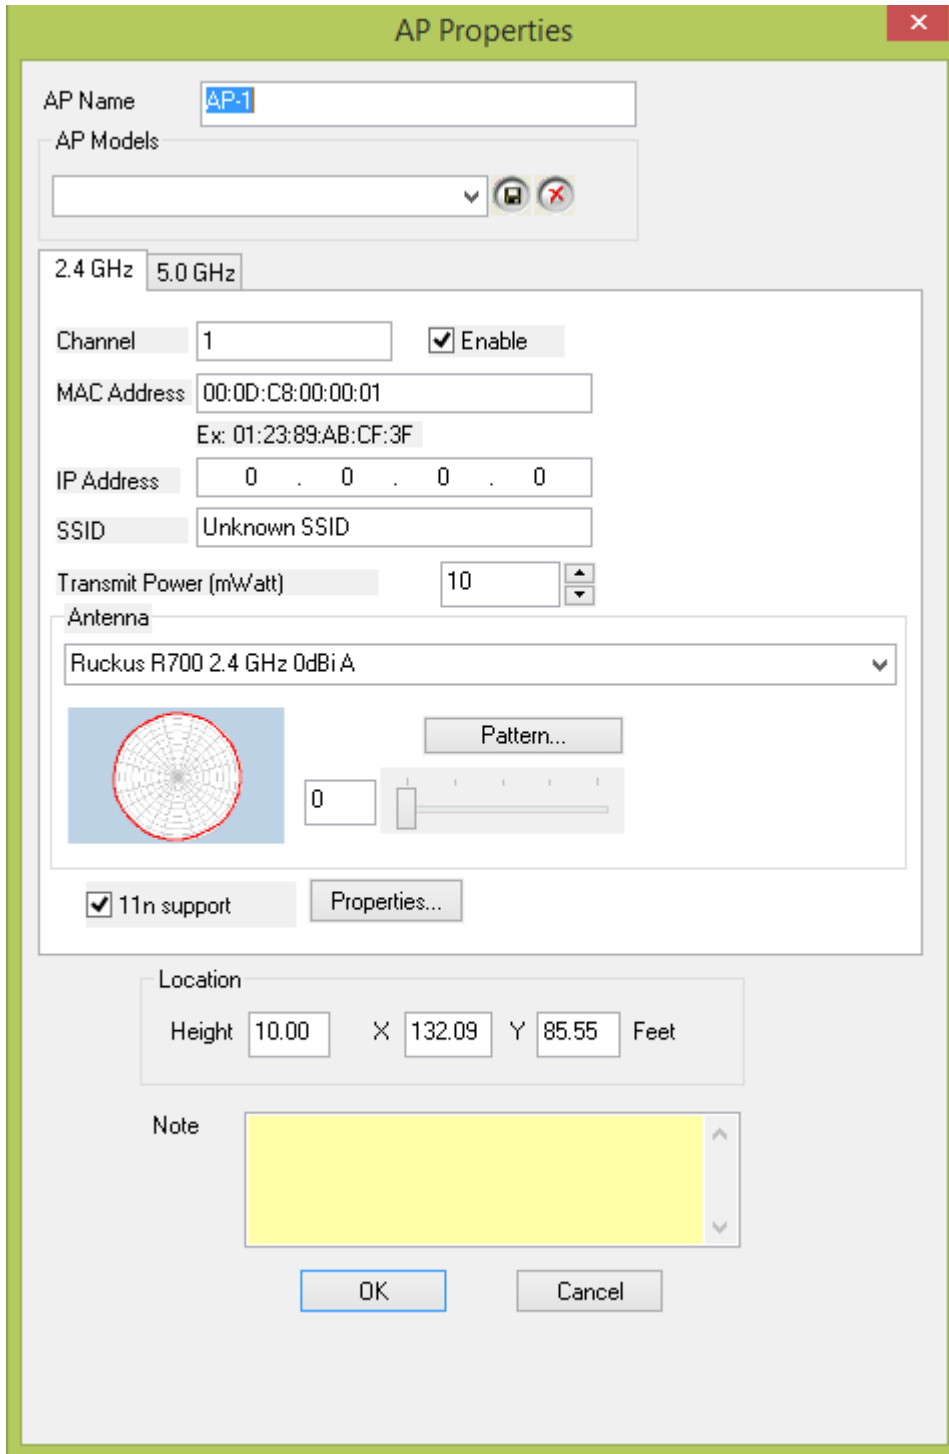 AP Properties
AP Name AP-1
AP Models
2.4 GHz 5.0 GHz
Channel 1 Enable
MAC Address 00:0D:C8:00:00:01
Ex: 01:23:89:AB:CF:3F
IP Address 0 . 0 . 0 . 0
SSID Unknown SSID
Transmit Power (mWatt) 10
Antenna
Ruckus R700 2.4 GHz 0dBi A
Pattern...
0
11n support Properties...
Location
Height 10.00 X 132.09 Y 85.55 Feet
Note
OK Cancel